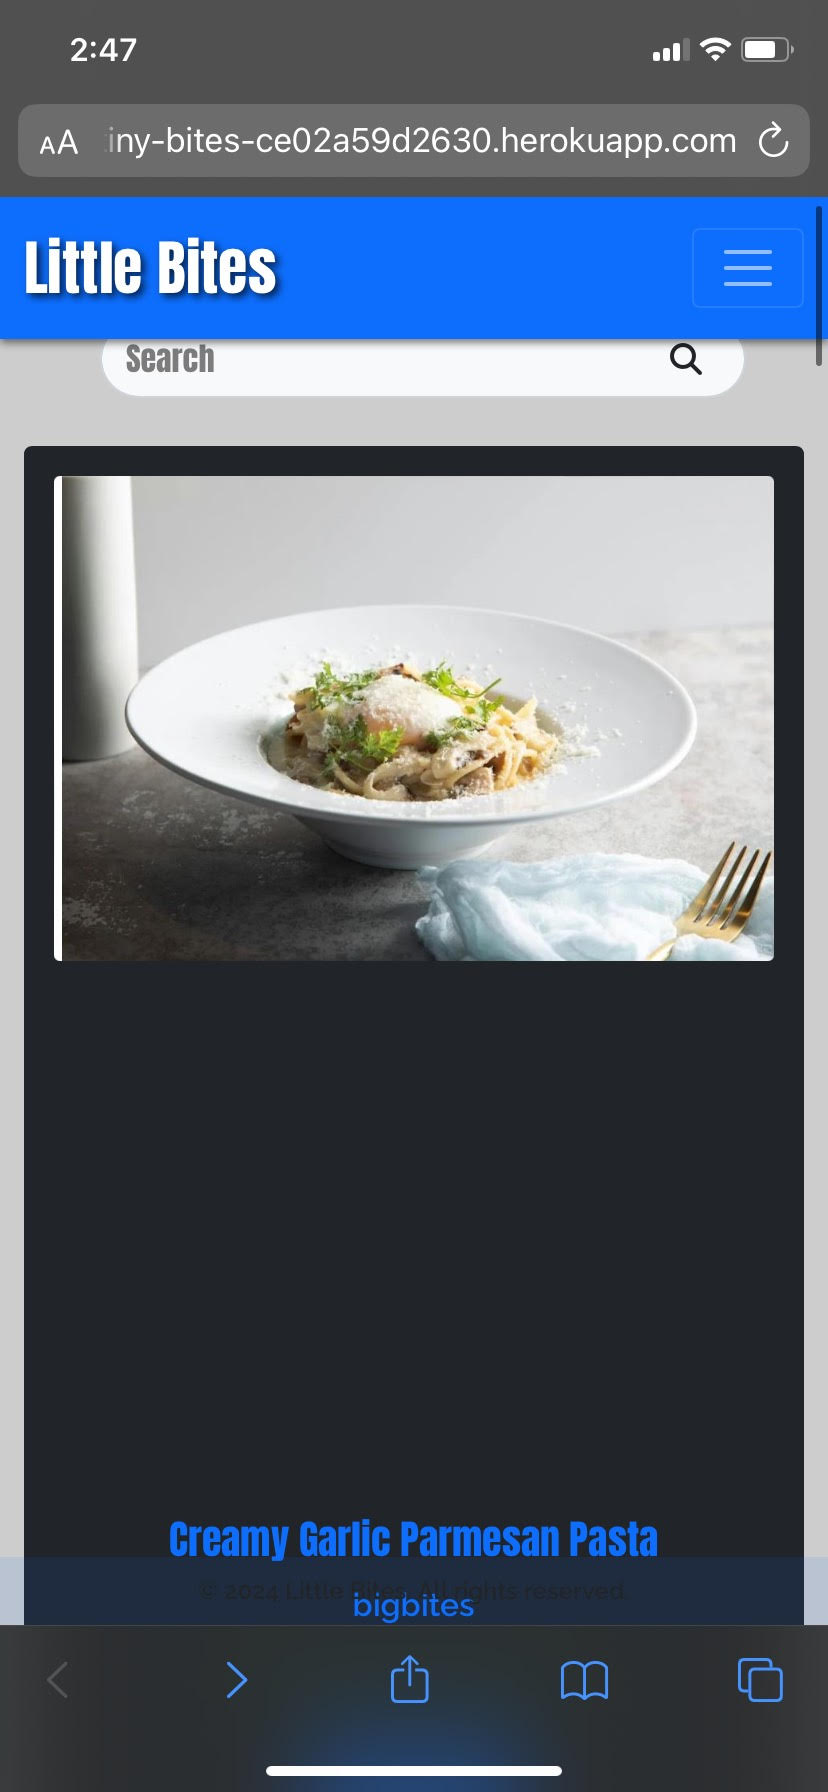 2:47
AA iny-bites-ce02a59d2630.herokuapp.com
Little Bites
Search
Creamy Garlic Parmesan Pasta
© 2024 Little Bites. All rights reserved.
bigbites